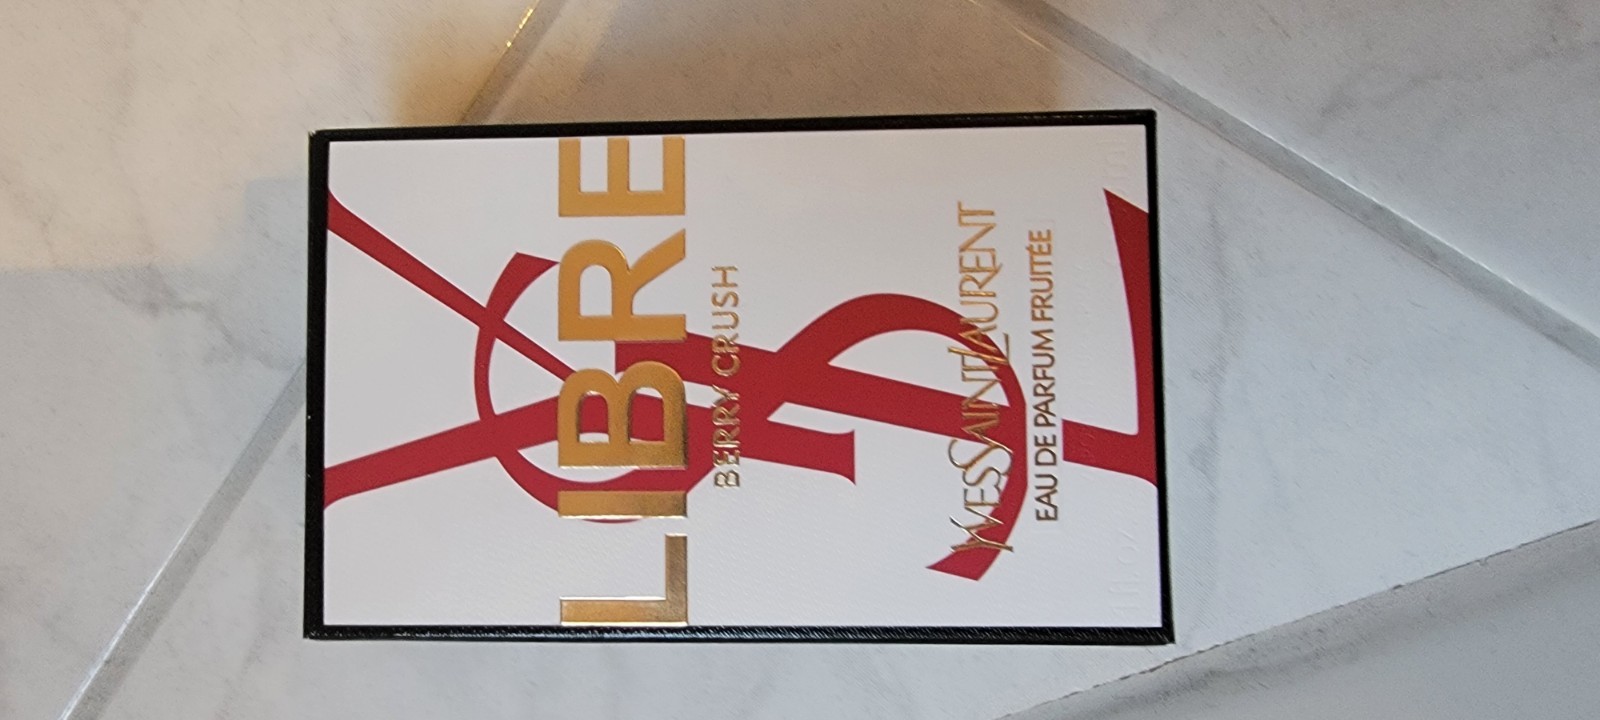 LIBRE
BERRY CRUSH
YVESSAINTLAURENT
EAU DE PARFUM FRUITÉE